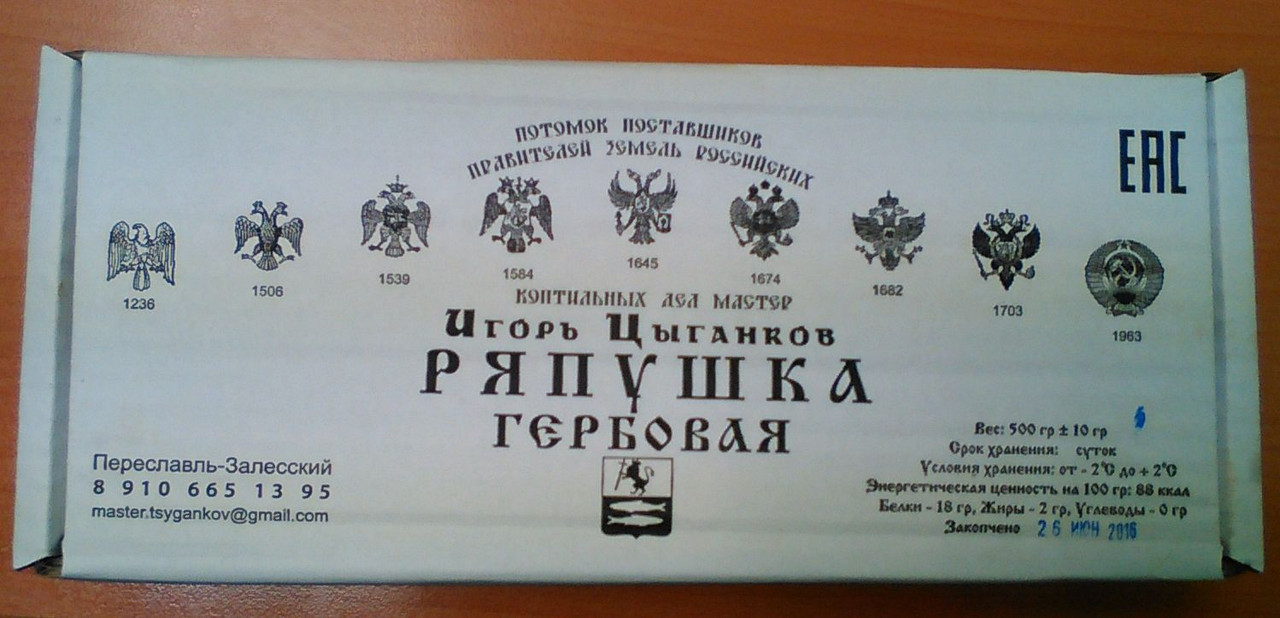 ПОТОМОК ПОСТАВЩИКОВ
ПРАВИТЕЛЕЙ ЗЕМЕЛЬ РОССИЙСКИХ
EAC
1236
1506
1539
1584
1645
1674
1682
1703
1963
КОПТИЛЬНЫХ ДЕЛ МАСТЕР
Игорь Цыганков
РЯПУШКА
ГЕРБОВАЯ
Переславль-Залесский
8 910 665 13 95
master.tsygankov@gmail.com
Вес: 500 гр ± 10 гр
Срок хранения: суток
Условия хранения: от - 2°C до + 2°C
Энергетическая ценность на 100 гр: 88 ккал
Белки - 18 гр, Жиры - 2 гр, Углеводы - 0 гр
Закопчено 26 ИЮН 2016